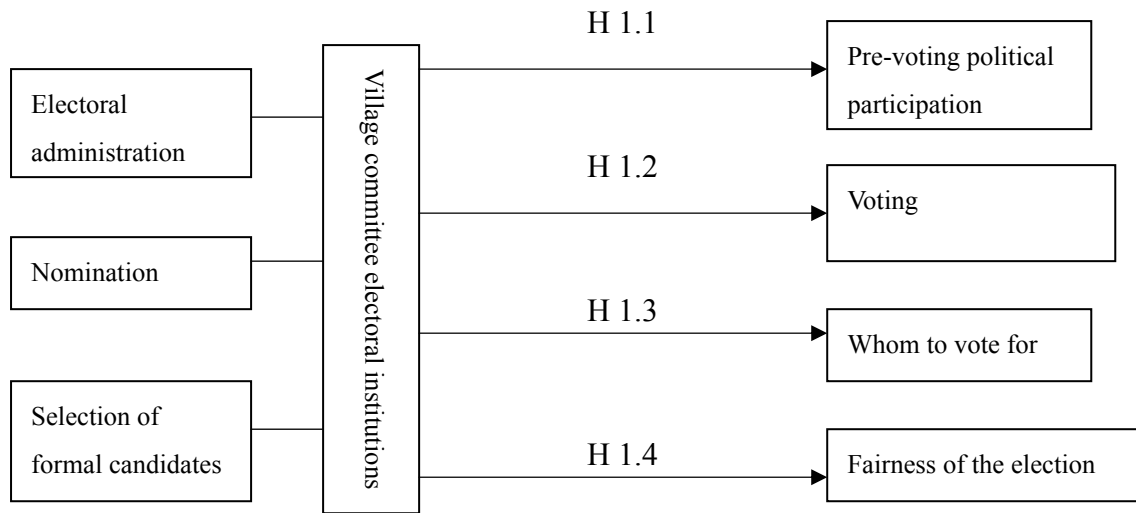 Electoral
administration
Nomination
Selection of
formal candidates
Village committee electoral institutions
H 1.1
H 1.2
H 1.3
H 1.4
Pre-voting political
participation
Voting
Whom to vote for
Fairness of the election